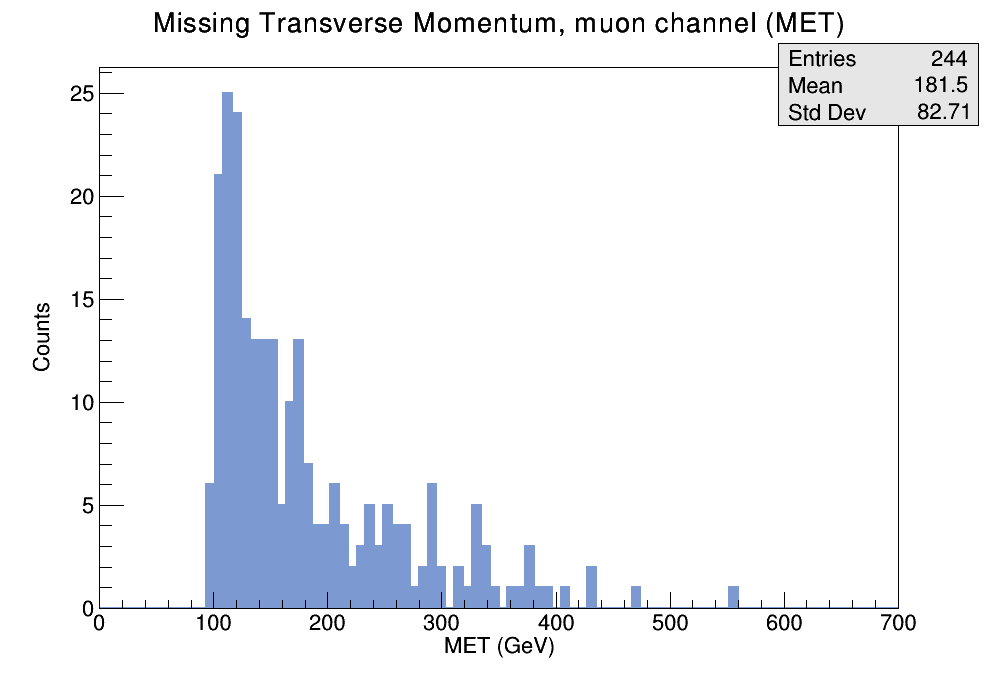 Missing Transverse Momentum, muon channel (MET)
Entries 244
Mean 181.5
Std Dev 82.71
25
20
15
10
5
0
Counts
0 100 200 300 400 500 600 700
MET (GeV)